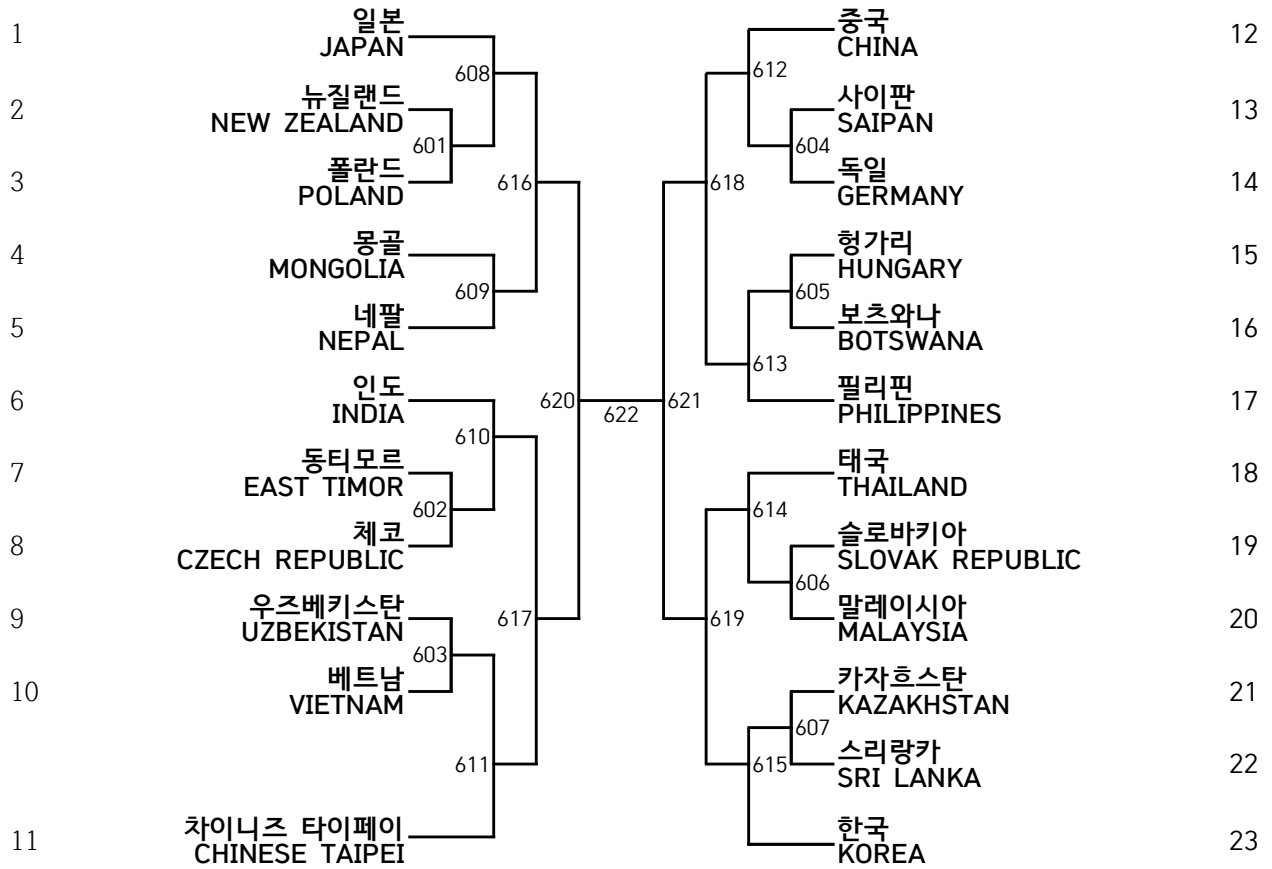 1
일본
JAPAN
608
2
뉴질랜드
NEW ZEALAND
601
3
폴란드
POLAND
616
4
몽골
MONGOLIA
609
5
네팔
NEPAL
6
인도
INDIA
620
610
7
동티모르
EAST TIMOR
602
8
체코
CZECH REPUBLIC
9
우즈베키스탄
UZBEKISTAN
617
603
10
베트남
VIETNAM
611
11
차이니즈 타이페이
CHINESE TAIPEI
622
중국
CHINA
12
612
사이판
SAIPAN
13
604
독일
GERMANY
14
618
헝가리
HUNGARY
15
605
보츠와나
BOTSWANA
16
613
필리핀
PHILIPPINES
17
621
태국
THAILAND
18
614
슬로바키아
SLOVAK REPUBLIC
19
606
말레이시아
MALAYSIA
20
619
카자흐스탄
KAZAKHSTAN
21
607
스리랑카
SRI LANKA
22
615
한국
KOREA
23